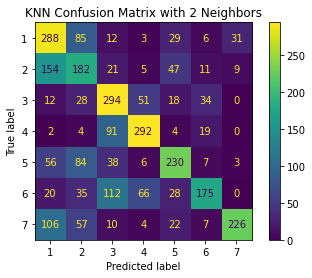 KNN Confusion Matrix with 2 Neighbors
1 288 85 12 3 29 6 31
2 154 182 21 5 47 11 9
3 12 28 294 51 18 34 0
4 2 4 91 292 4 19 0
5 56 84 38 6 230 7 3
6 20 35 112 66 28 175 0
7 106 57 10 4 22 7 226
1 2 3 4 5 6 7
Predicted label
True label
250
200
150
100
50
0